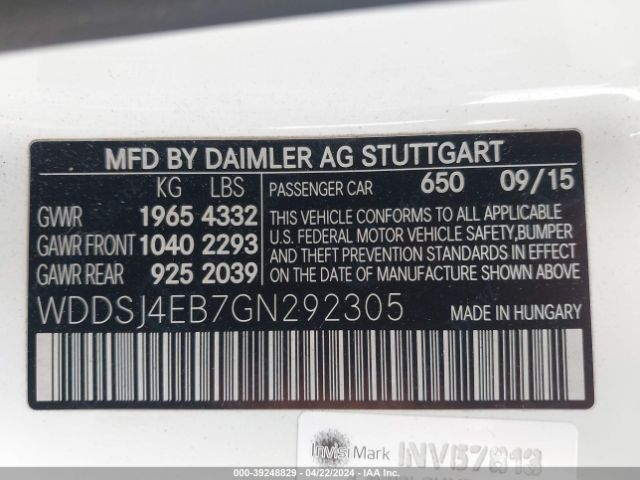 MFD BY DAIMLER AG STUTTGART
KG LBS
GVWR 1965 4332
GAWR FRONT 1040 2293
GAWR REAR 925 2039
PASSENGER CAR 650 09/15
THIS VEHICLE CONFORMS TO ALL APPLICABLE
U.S. FEDERAL MOTOR VEHICLE SAFETY,BUMPER
AND THEFT PREVENTION STANDARDS IN EFFECT
ON THE DATE OF MANUFACTURE SHOWN ABOVE.
WDDSJ4EB7GN292305 MADE IN HUNGARY
InvisiMark
000-39248829 - 04/22/2024 - IAA Inc.